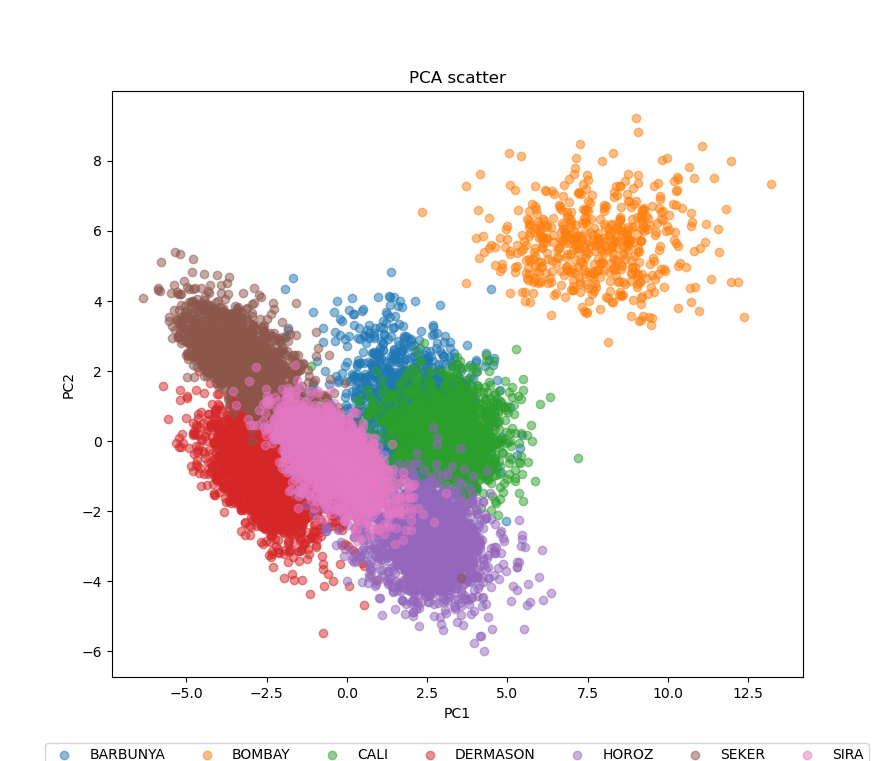 PCA scatter
PC2
8
6
4
2
0
−2
−4
−6
−5.0 −2.5 0.0 2.5 5.0 7.5 10.0 12.5
PC1
BARBUNYA BOMBAY CALI DERMASON HOROZ SEKER SIRA